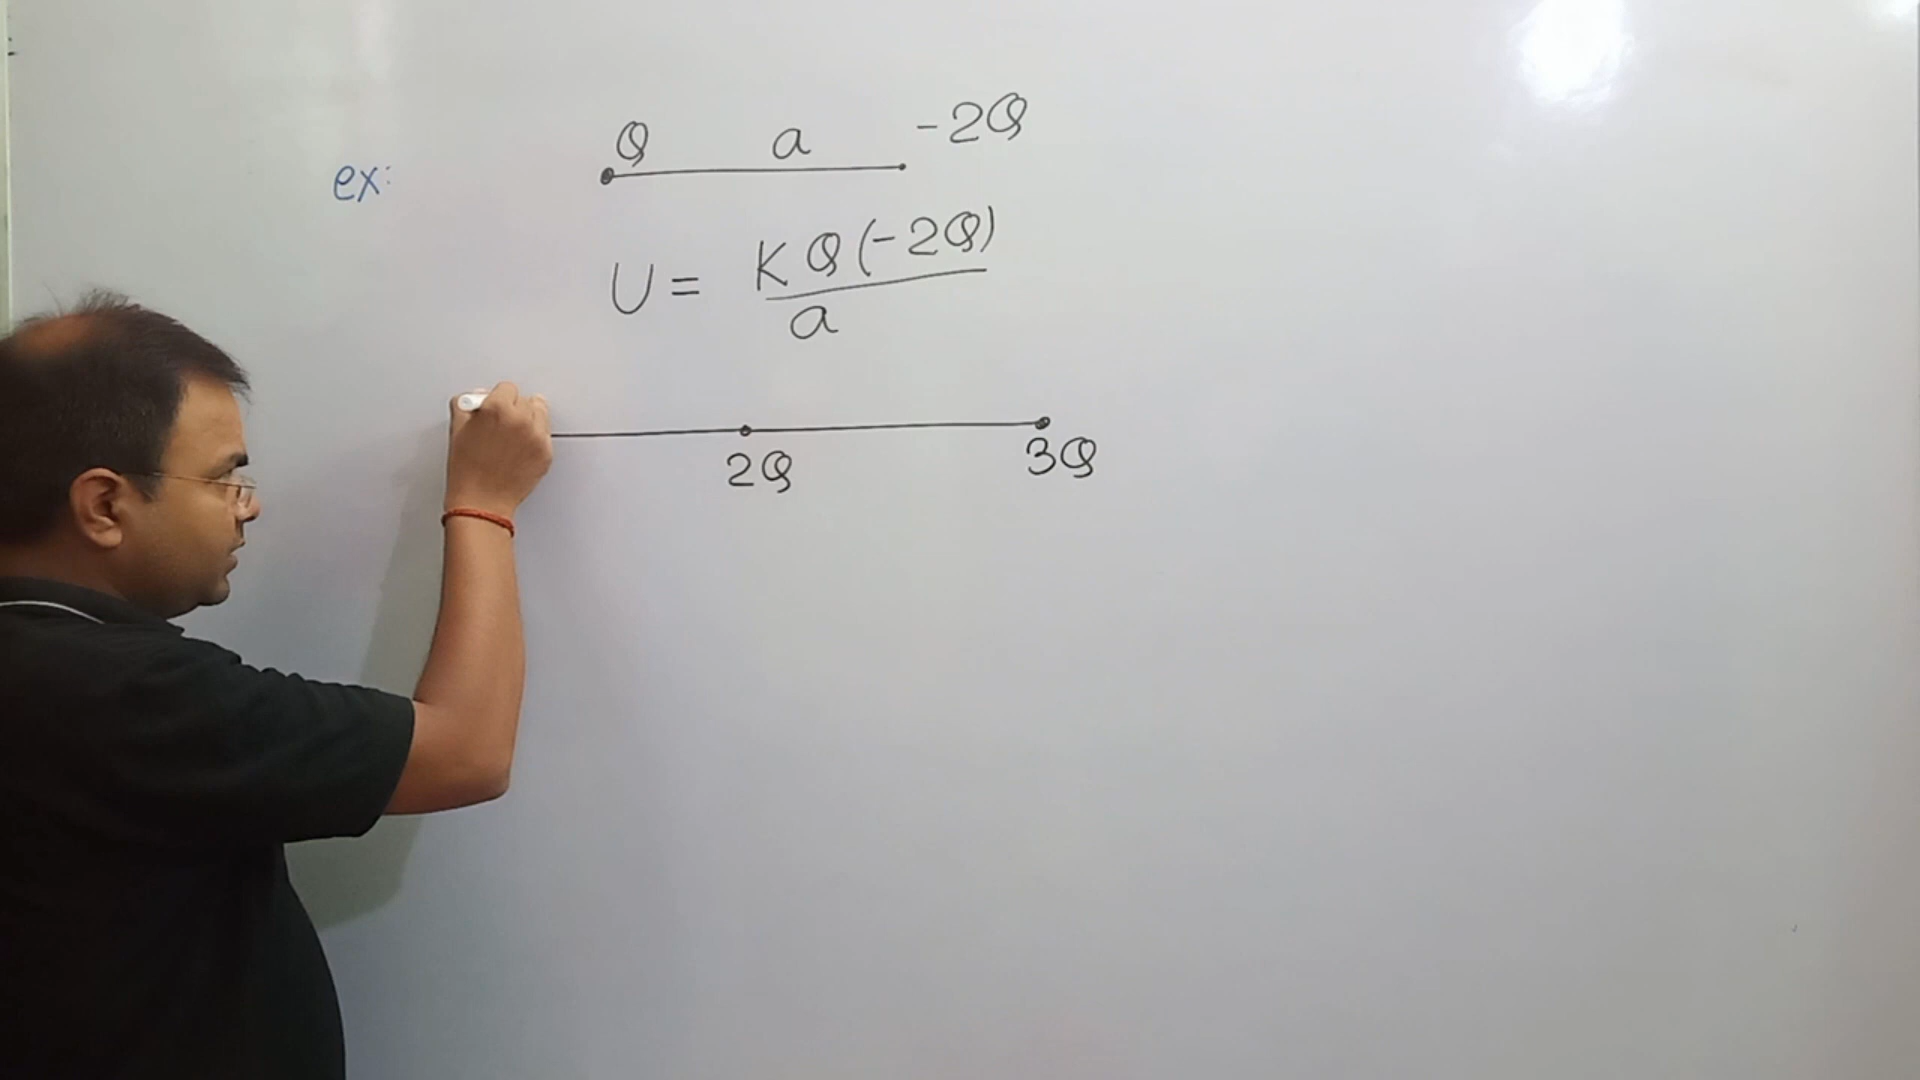 ex:
Q a -2Q
U = KQ(-2Q)
a
2Q 3Q